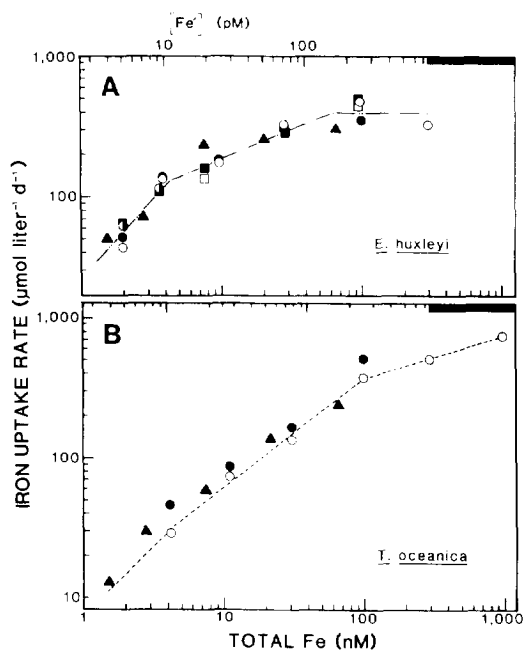 [Fe'] (pM)
10 100
1,000
A
100
E. huxleyi
IRON UPTAKE RATE (µmol liter⁻¹ d⁻¹)
1,000
B
100
10
T. oceanica
1 10 100 1,000
TOTAL Fe (nM)